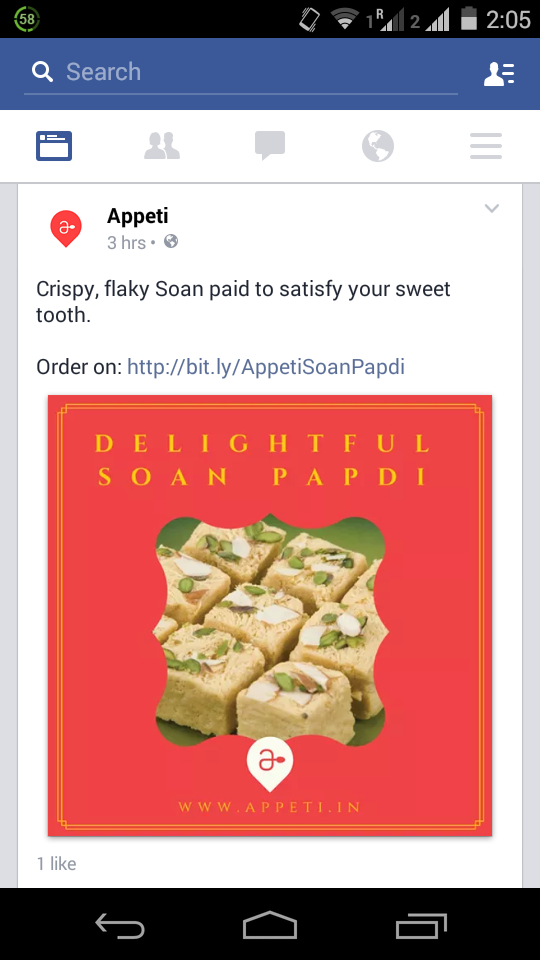 58
1 R 2 2:05
Search
Appeti
3 hrs •
Crispy, flaky Soan paid to satisfy your sweet
tooth.
Order on: http://bit.ly/AppetiSoanPapdi
DELIGHTFUL
SOAN PAPDI
WWW.APPETI.IN
1 like